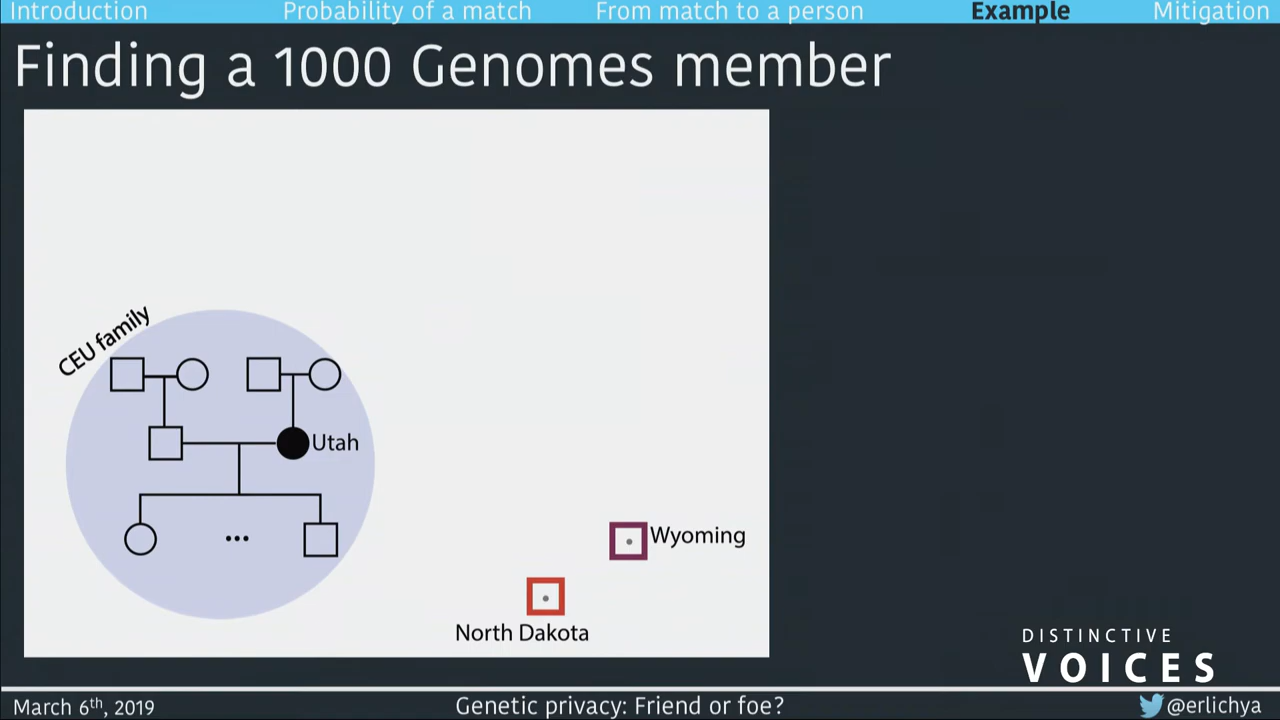 Introduction Probability of a match From match to a person Example Mitigation
Finding a 1000 Genomes member
CEU family
Utah
...
Wyoming
North Dakota
DISTINCTIVE
VOICES
March 6th, 2019 Genetic privacy: Friend or foe? @erlichya